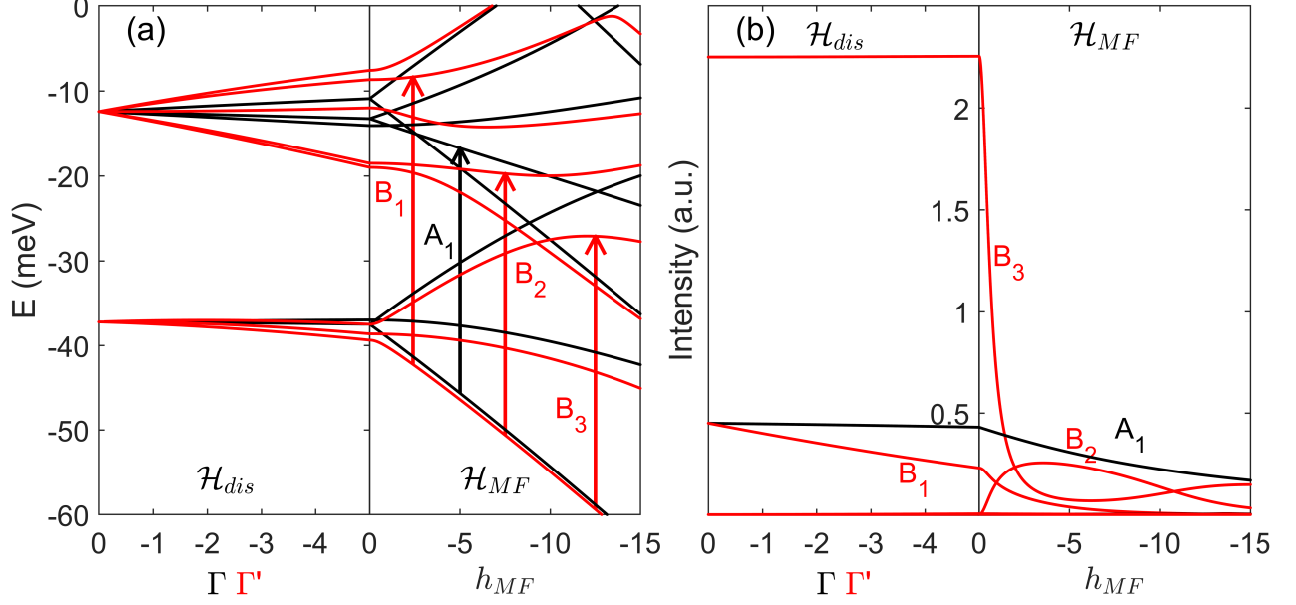 (a)
E (meV)
0
-10
-20
-30
-40
-50
-60
B1
A1
B2
B3
ℋdis
ℋMF
0 -1 -2 -3 -4 0 -5 -10 -15
Γ Γ'
hMF
(b)
ℋdis
ℋMF
Intensity (a.u.)
2
1.5
1
0.5
B3
B2
A1
B1
0 -1 -2 -3 -4 0 -5 -10 -15
Γ Γ'
hMF